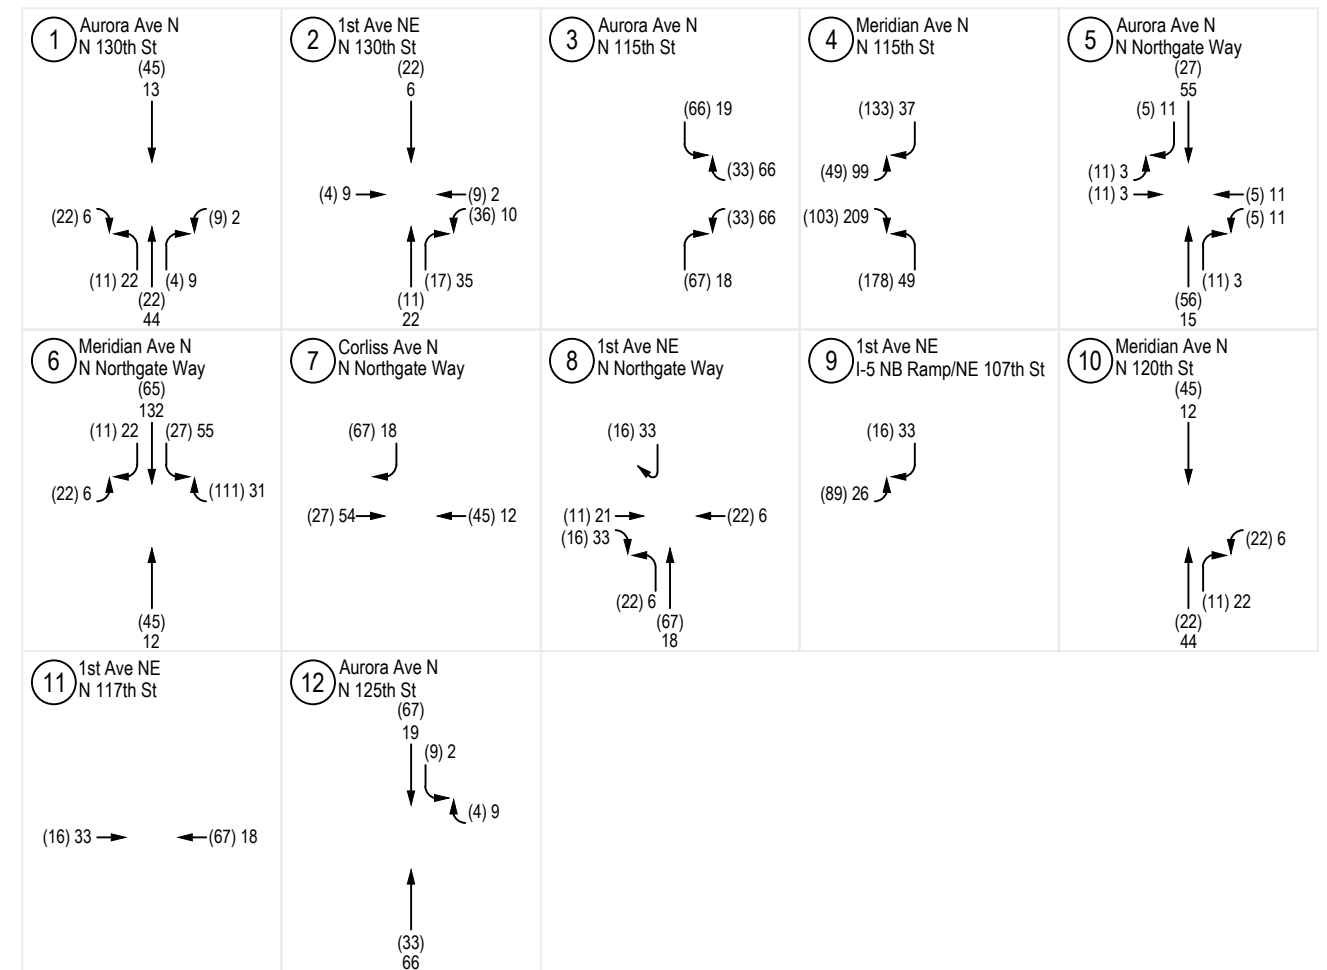 1 Aurora Ave N
N 130th St
(45)
13
(22) 6
(9) 2
(11) 22
(4) 9
(22)
44
2 1st Ave NE
N 130th St
(22)
6
(4) 9
(9) 2
(36) 10
(17) 35
(11)
22
3 Aurora Ave N
N 115th St
(66) 19
(33) 66
(33) 66
(67) 18
4 Meridian Ave N
N 115th St
(133) 37
(49) 99
(103) 209
(178) 49
5 Aurora Ave N
N Northgate Way
(27)
55
(5) 11
(11) 3
(11) 3
(5) 11
(5) 11
(11) 3
(56)
15
6 Meridian Ave N
N Northgate Way
(65)
132
(11) 22
(27) 55
(22) 6
(111) 31
(45)
12
7 Corliss Ave N
N Northgate Way
(67) 18
(27) 54
(45) 12
8 1st Ave NE
N Northgate Way
(16) 33
(11) 21
(22) 6
(16) 33
(22) 6
(67)
18
9 1st Ave NE
I-5 NB Ramp/NE 107th St
(16) 33
(89) 26
10 Meridian Ave N
N 120th St
(45)
12
(22) 6
(11) 22
(22)
44
11 1st Ave NE
N 117th St
(16) 33
(67) 18
12 Aurora Ave N
N 125th St
(67)
19
(9) 2
(4) 9
(33)
66